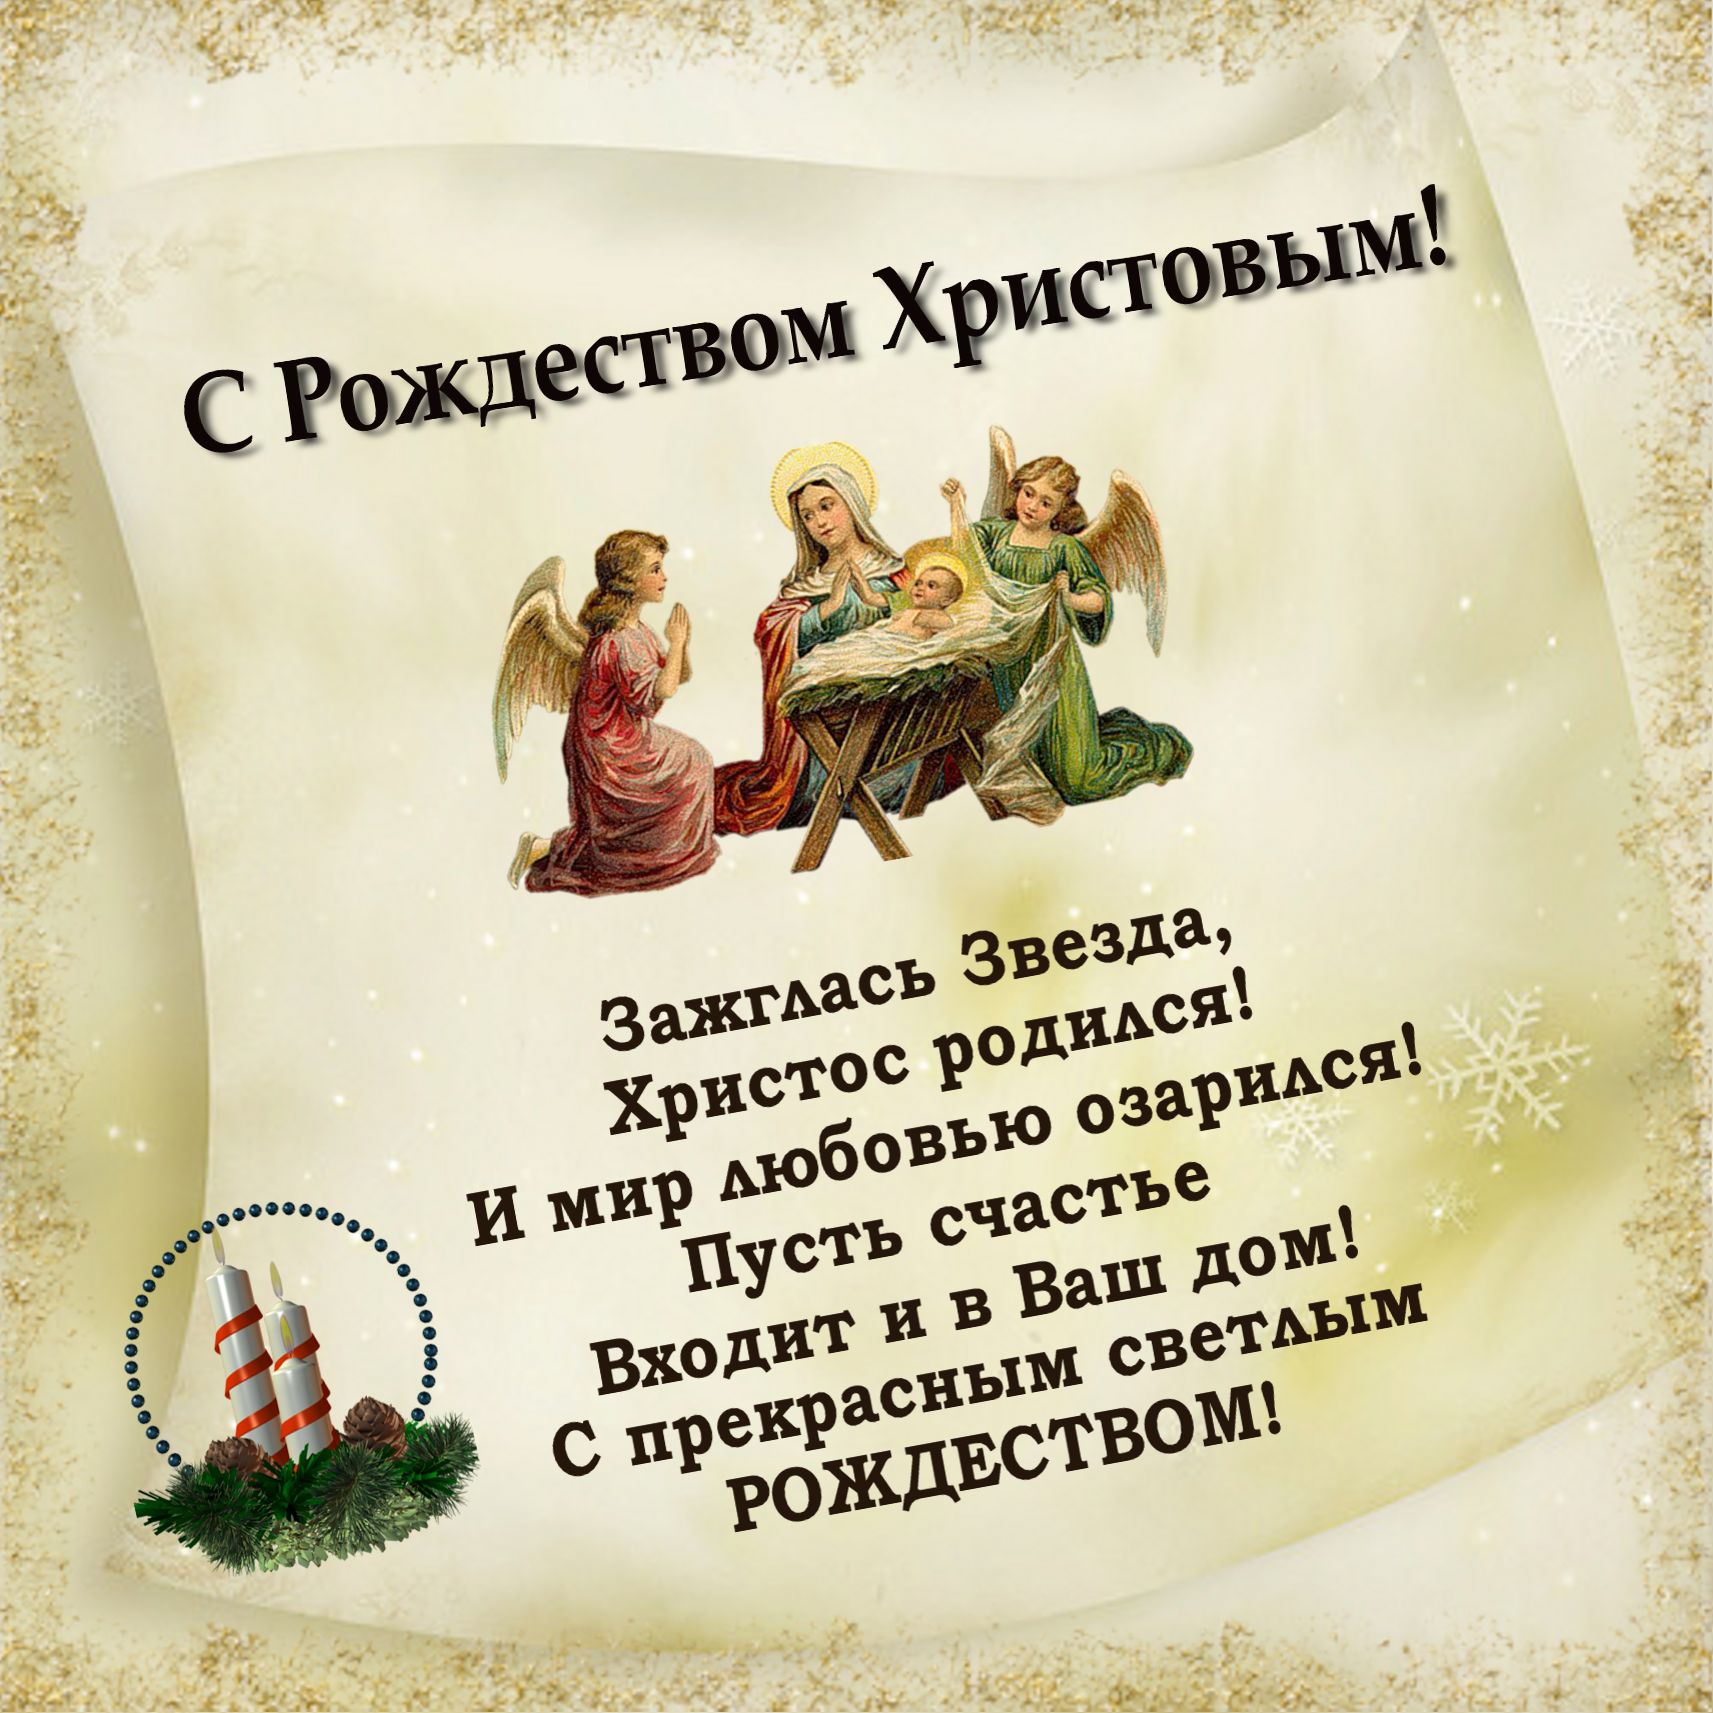 С Рождеством Христовым!
Зажглась Звезда,
Христос родился!
И мир любовью озарился!
Пусть счастье
Входит и в Ваш дом!
С прекрасным светлым
РОЖДЕСТВОМ!